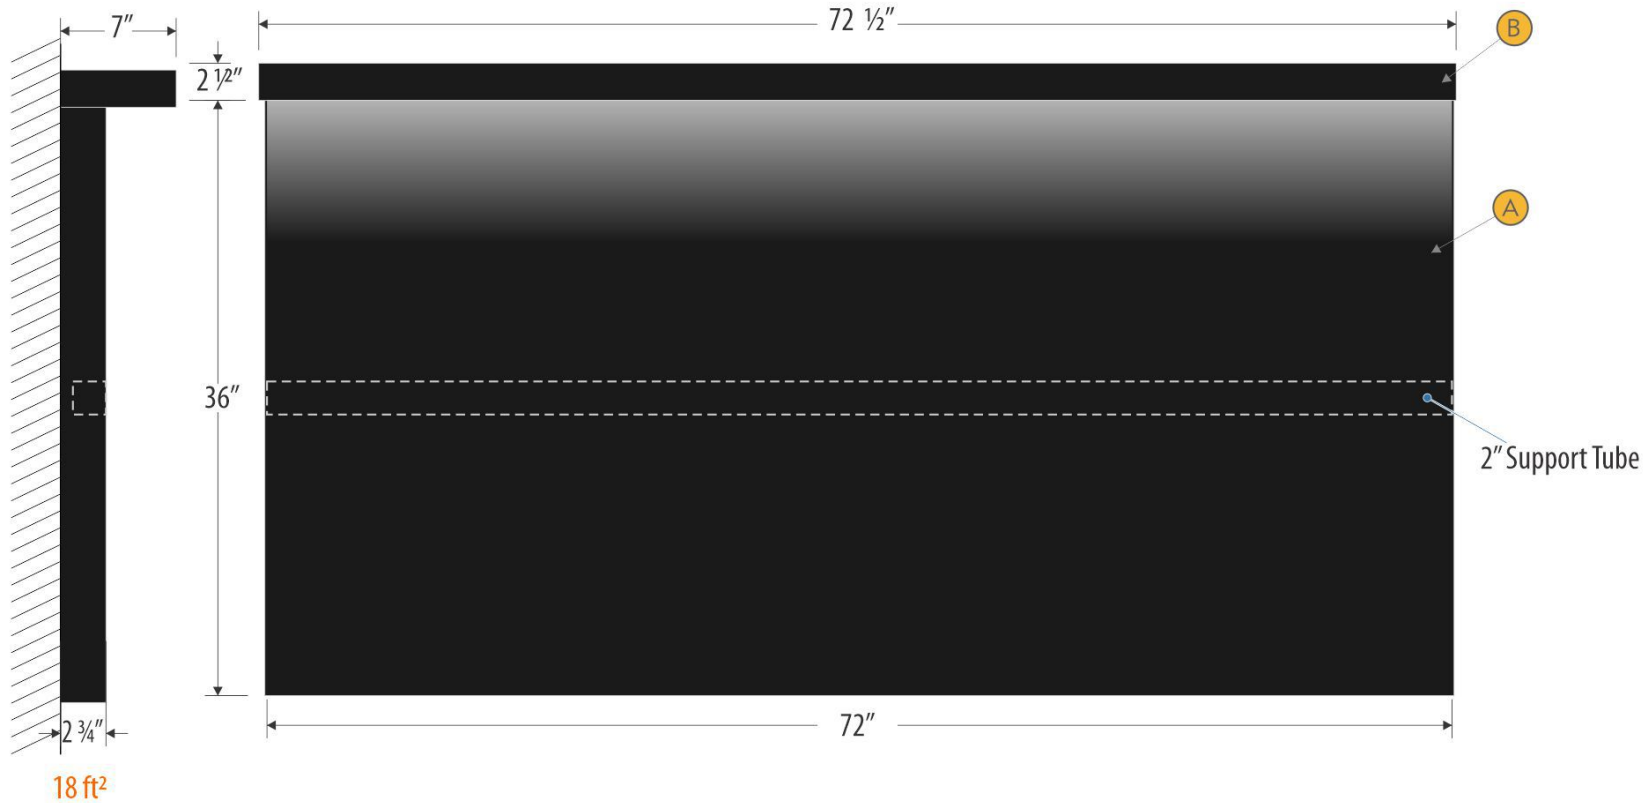 7″
72 ½″
B
2 ½″
A
36″
2″ Support Tube
2 ¾″
72″
18 ft²